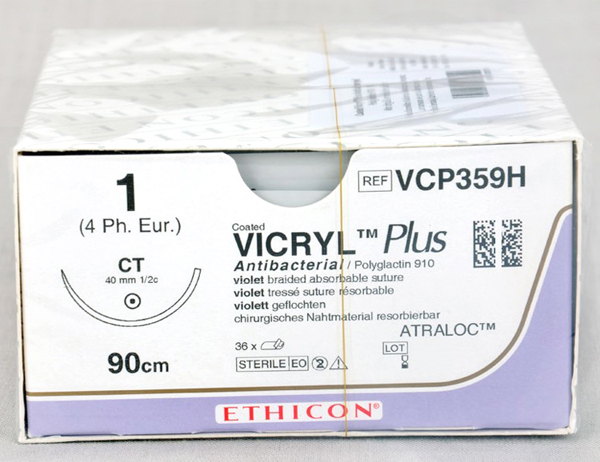 1
(4 Ph. Eur.)
CT
40 mm 1/2c
90cm
REF VCP359H
Coated
VICRYL™ Plus
Antibacterial / Polyglactin 910
violet braided absorbable suture
violet tressé suture résorbable
violett geflochten
chirurgisches Nahtmaterial resorbierbar
ATRALOC™
36 x
LOT
STERILE EO 2
ETHICON®